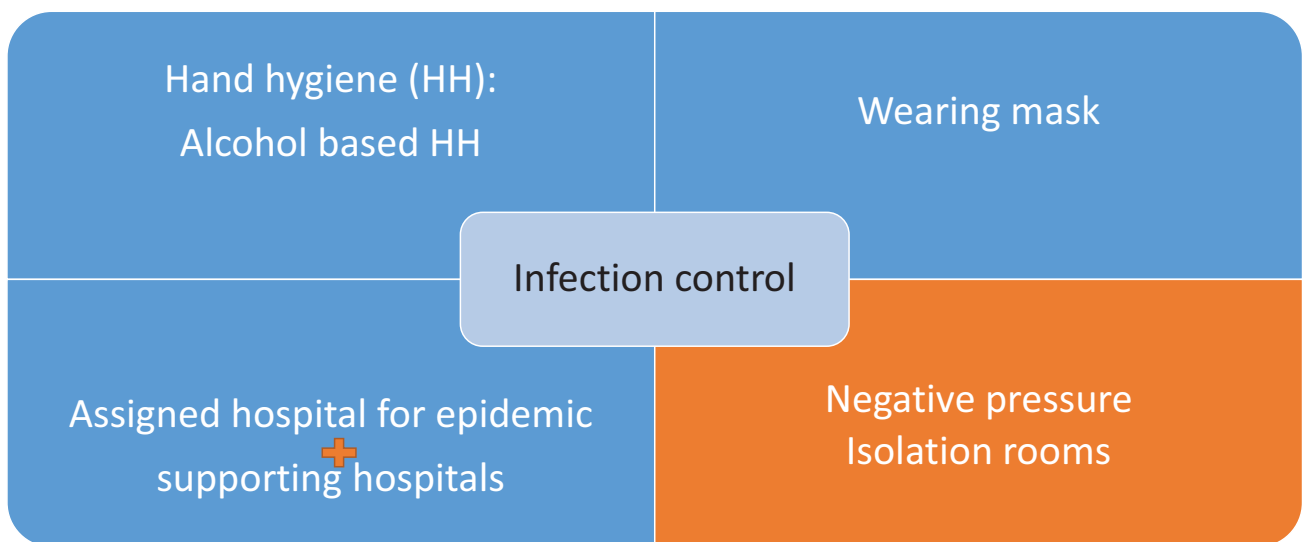 Hand hygiene (HH):
Alcohol based HH
Wearing mask
Infection control
Assigned hospital for epidemic
supporting hospitals
Negative pressure
Isolation rooms